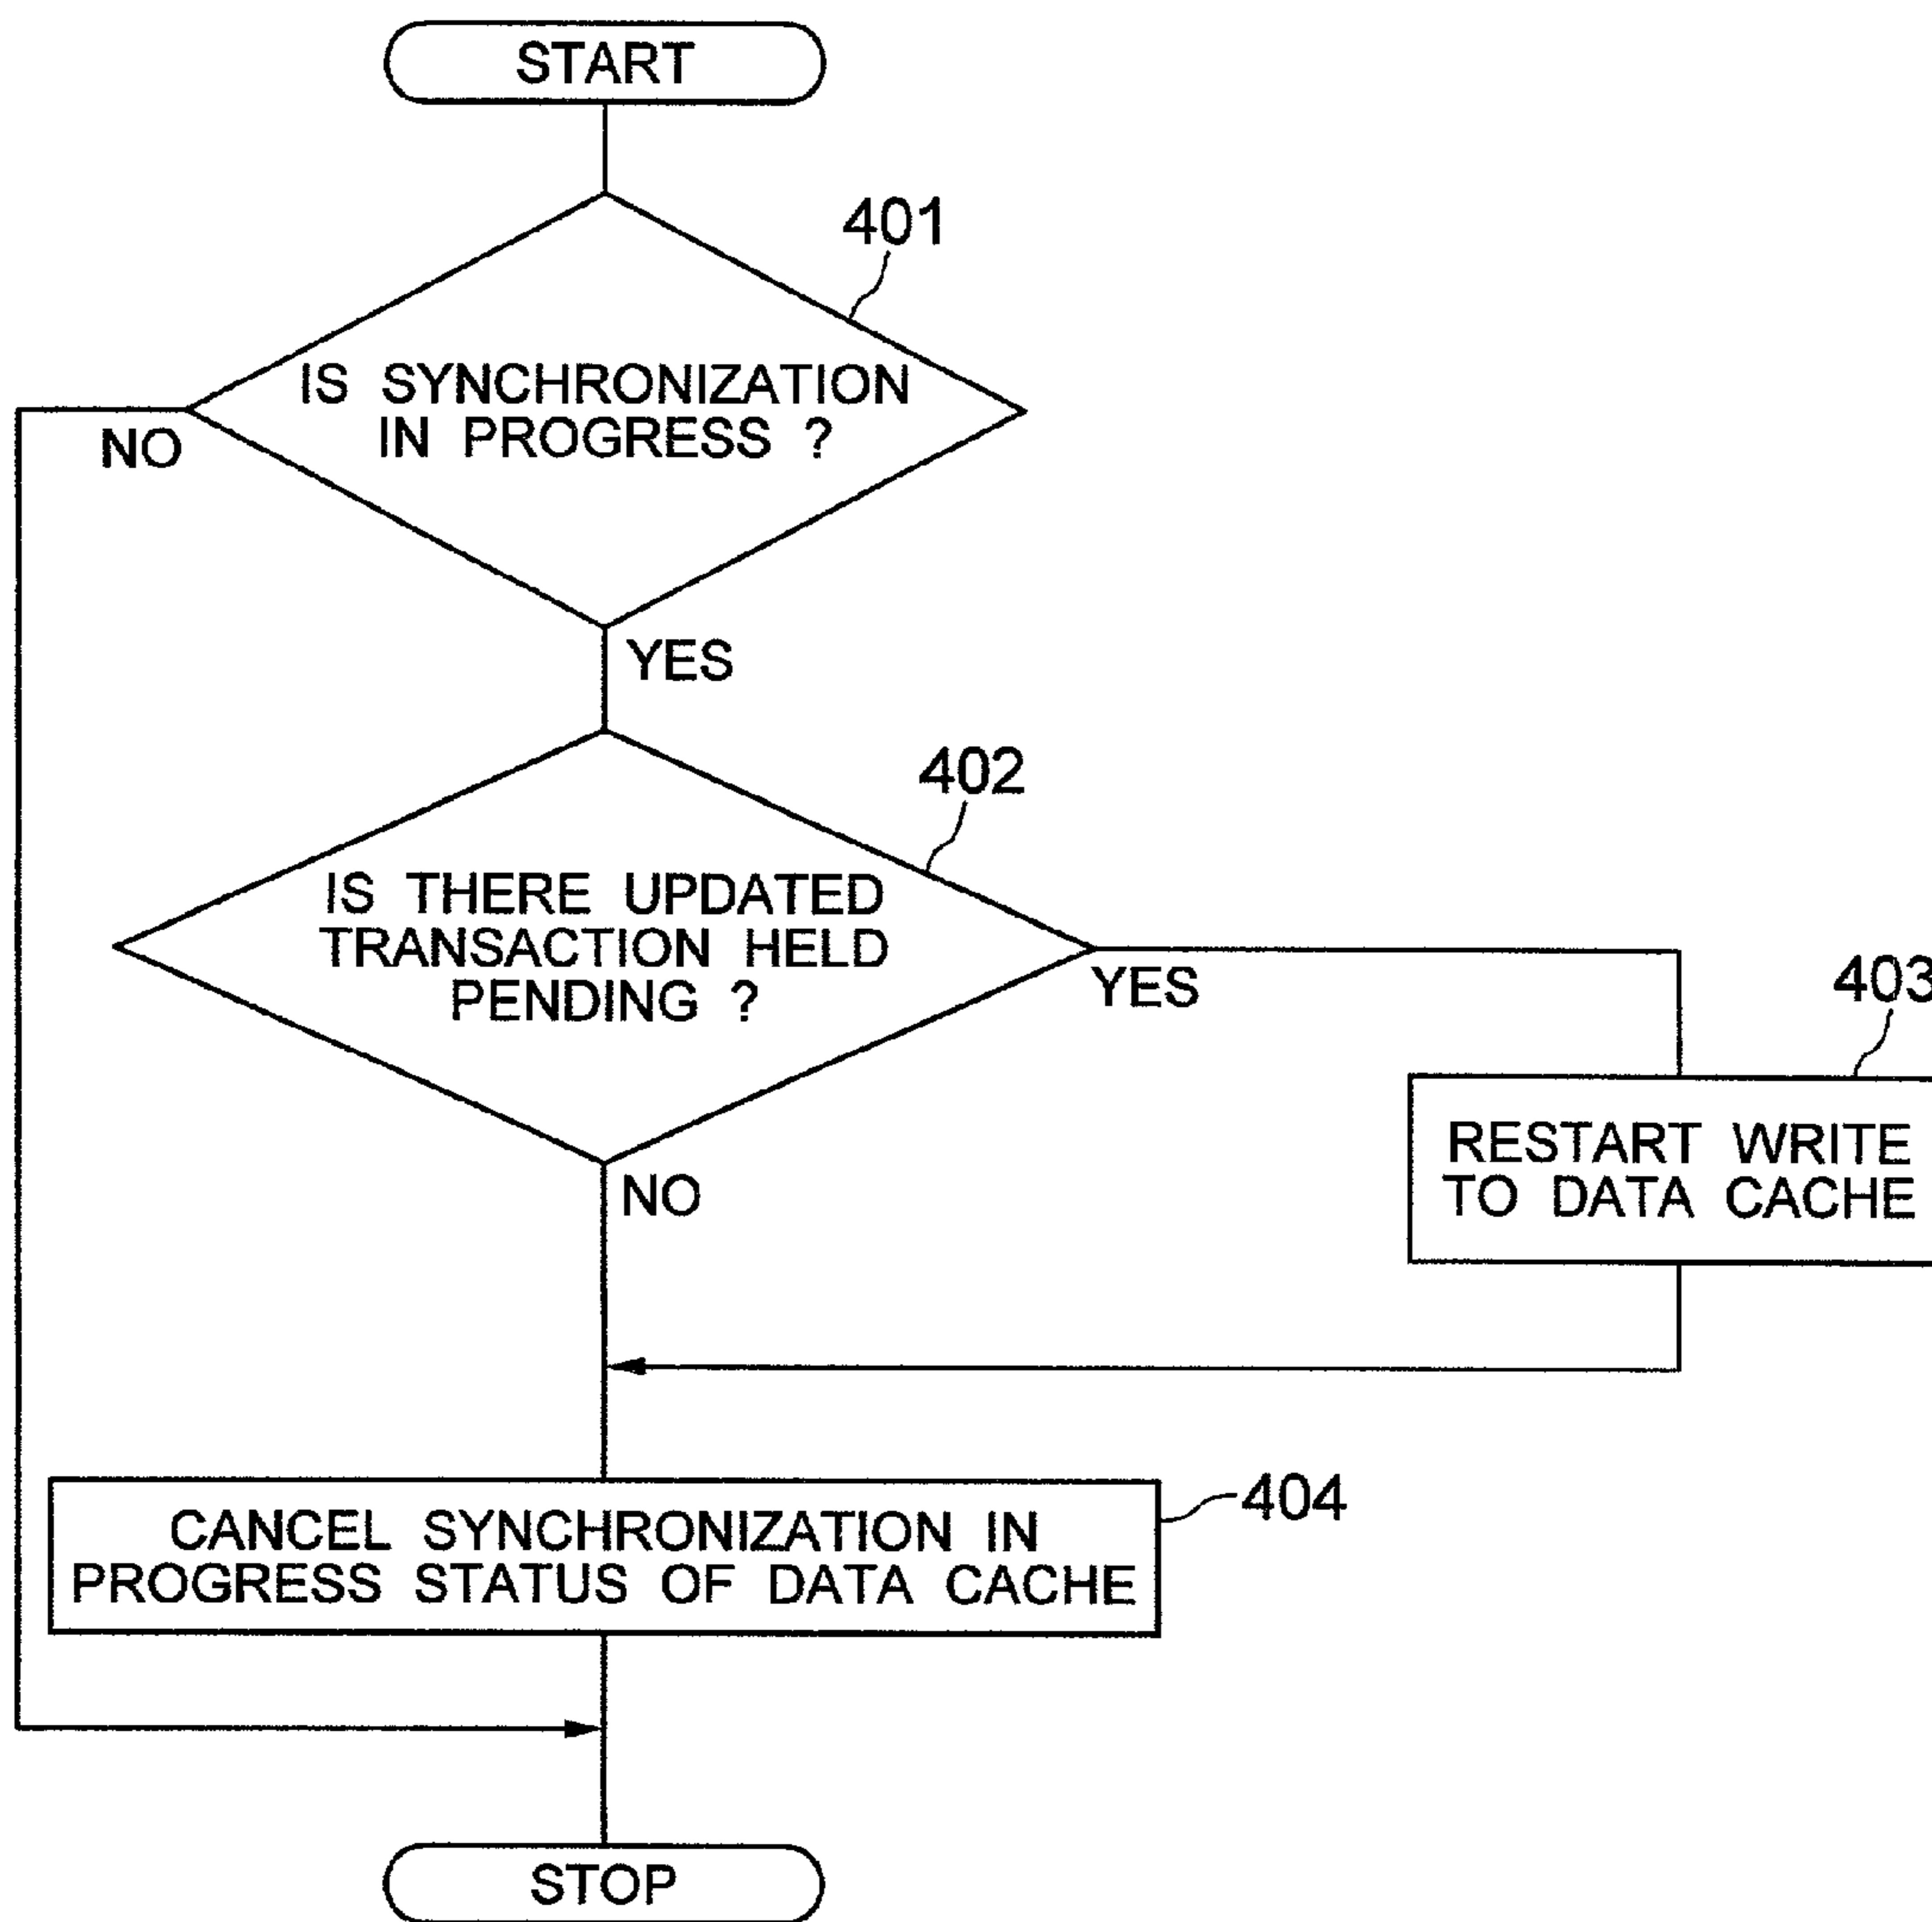 START
401
IS SYNCHRONIZATION
IN PROGRESS ?
NO
YES
402
IS THERE UPDATED
TRANSACTION HELD
PENDING ?
YES
403
RESTART WRITE
TO DATA CACHE
NO
CANCEL SYNCHRONIZATION IN
PROGRESS STATUS OF DATA CACHE
404
STOP